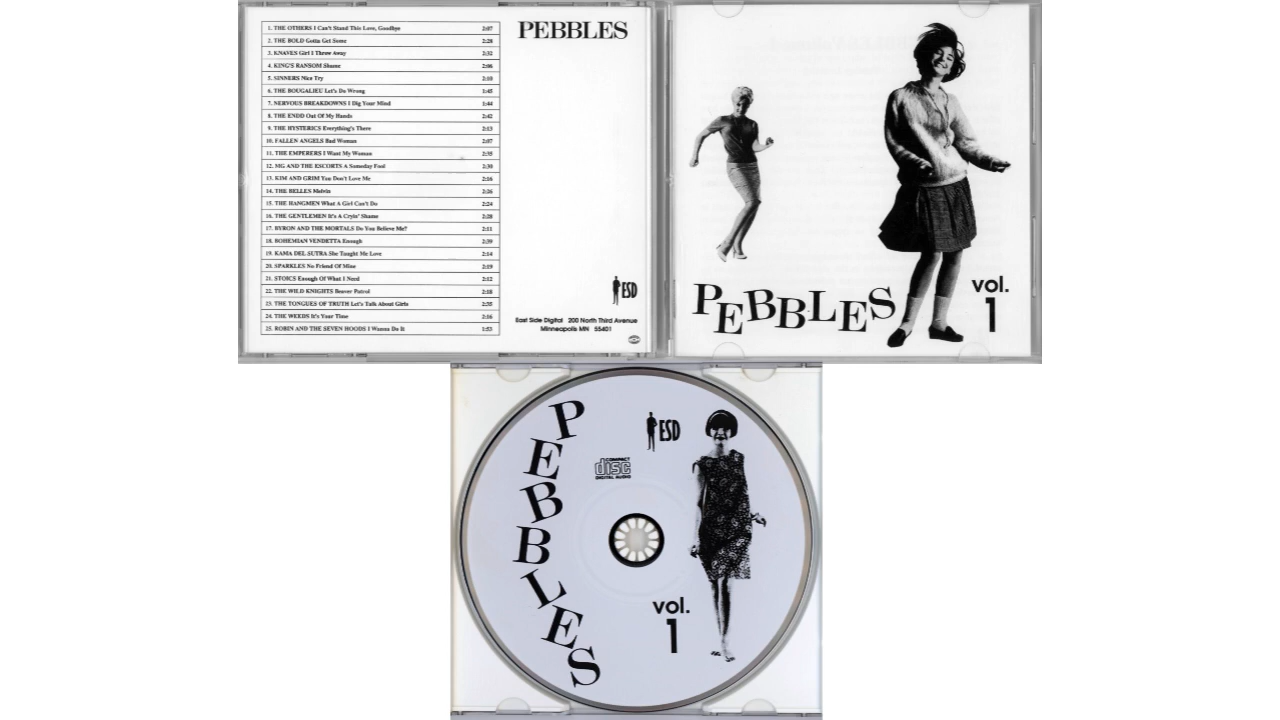 1. THE OTHERS I Can't Stand This Love, Goodbye 2:07
2. THE BOLD Gotta Get Some 2:28
3. KNAVES Girl I Threw Away 2:32
4. KING'S RANSOM Shame 2:06
5. SINNERS Nice Try 2:10
6. THE BOUGALIEU Let's Do Wrong 1:45
7. NERVOUS BREAKDOWNS I Dig Your Mind 1:44
8. THE ENDD Out Of My Hands 2:42
9. THE HYSTERICS Everything's There 2:13
10. FALLEN ANGELS Bad Woman 2:07
11. THE EMPERERS I Want My Woman 2:35
12. MG AND THE ESCORTS A Someday Fool 2:30
13. KIM AND GRIM You Don't Love Me 2:16
14. THE BELLES Melvin 2:26
15. THE HANGMEN What A Girl Can't Do 2:24
16. THE GENTLEMEN It's A Cryin' Shame 2:28
17. BYRON AND THE MORTALS Do You Believe Me? 2:11
18. BOHEMIAN VENDETTA Enough 2:39
19. KAMA DEL SUTRA She Taught Me Love 2:14
20. SPARKLES No Friend Of Mine 2:19
21. STOICS Enough Of What I Need 2:12
22. THE WILD KNIGHTS Beaver Patrol 2:18
23. THE TONGUES OF TRUTH Let's Talk About Girls 2:35
24. THE WEEDS It's Your Time 2:16
25. ROBIN AND THE SEVEN HOODS I Wanna Do It 1:53
PEBBLES
ESD
East Side Digital 200 North Third Avenue
Minneapolis MN 55401
PEBBLES
vol.
1
PEBBLES
ESD
COMPACT
disc
DIGITAL AUDIO
vol.
1